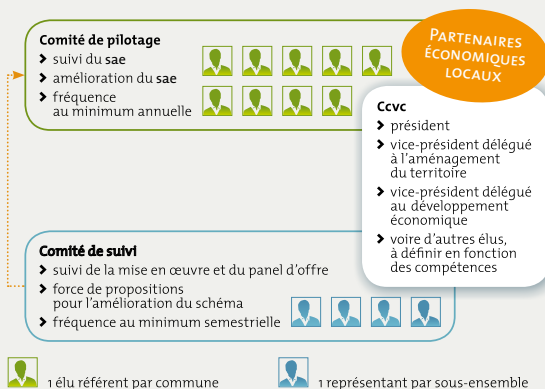 Comité de pilotage
suivi du sae
amélioration du sae
fréquence
au minimum annuelle
PARTENAIRES
ÉCONOMIQUES
LOCAUX
Ccvc
président
vice-président délégué
à l'aménagement
du territoire
vice-président délégué
au développement
économique
voire d'autres élus,
à définir en fonction
des compétences
Comité de suivi
suivi de la mise en œuvre et du panel d'offre
force de propositions
pour l'amélioration du schéma
fréquence au minimum semestrielle
1 élu référent par commune
1 représentant par sous-ensemble